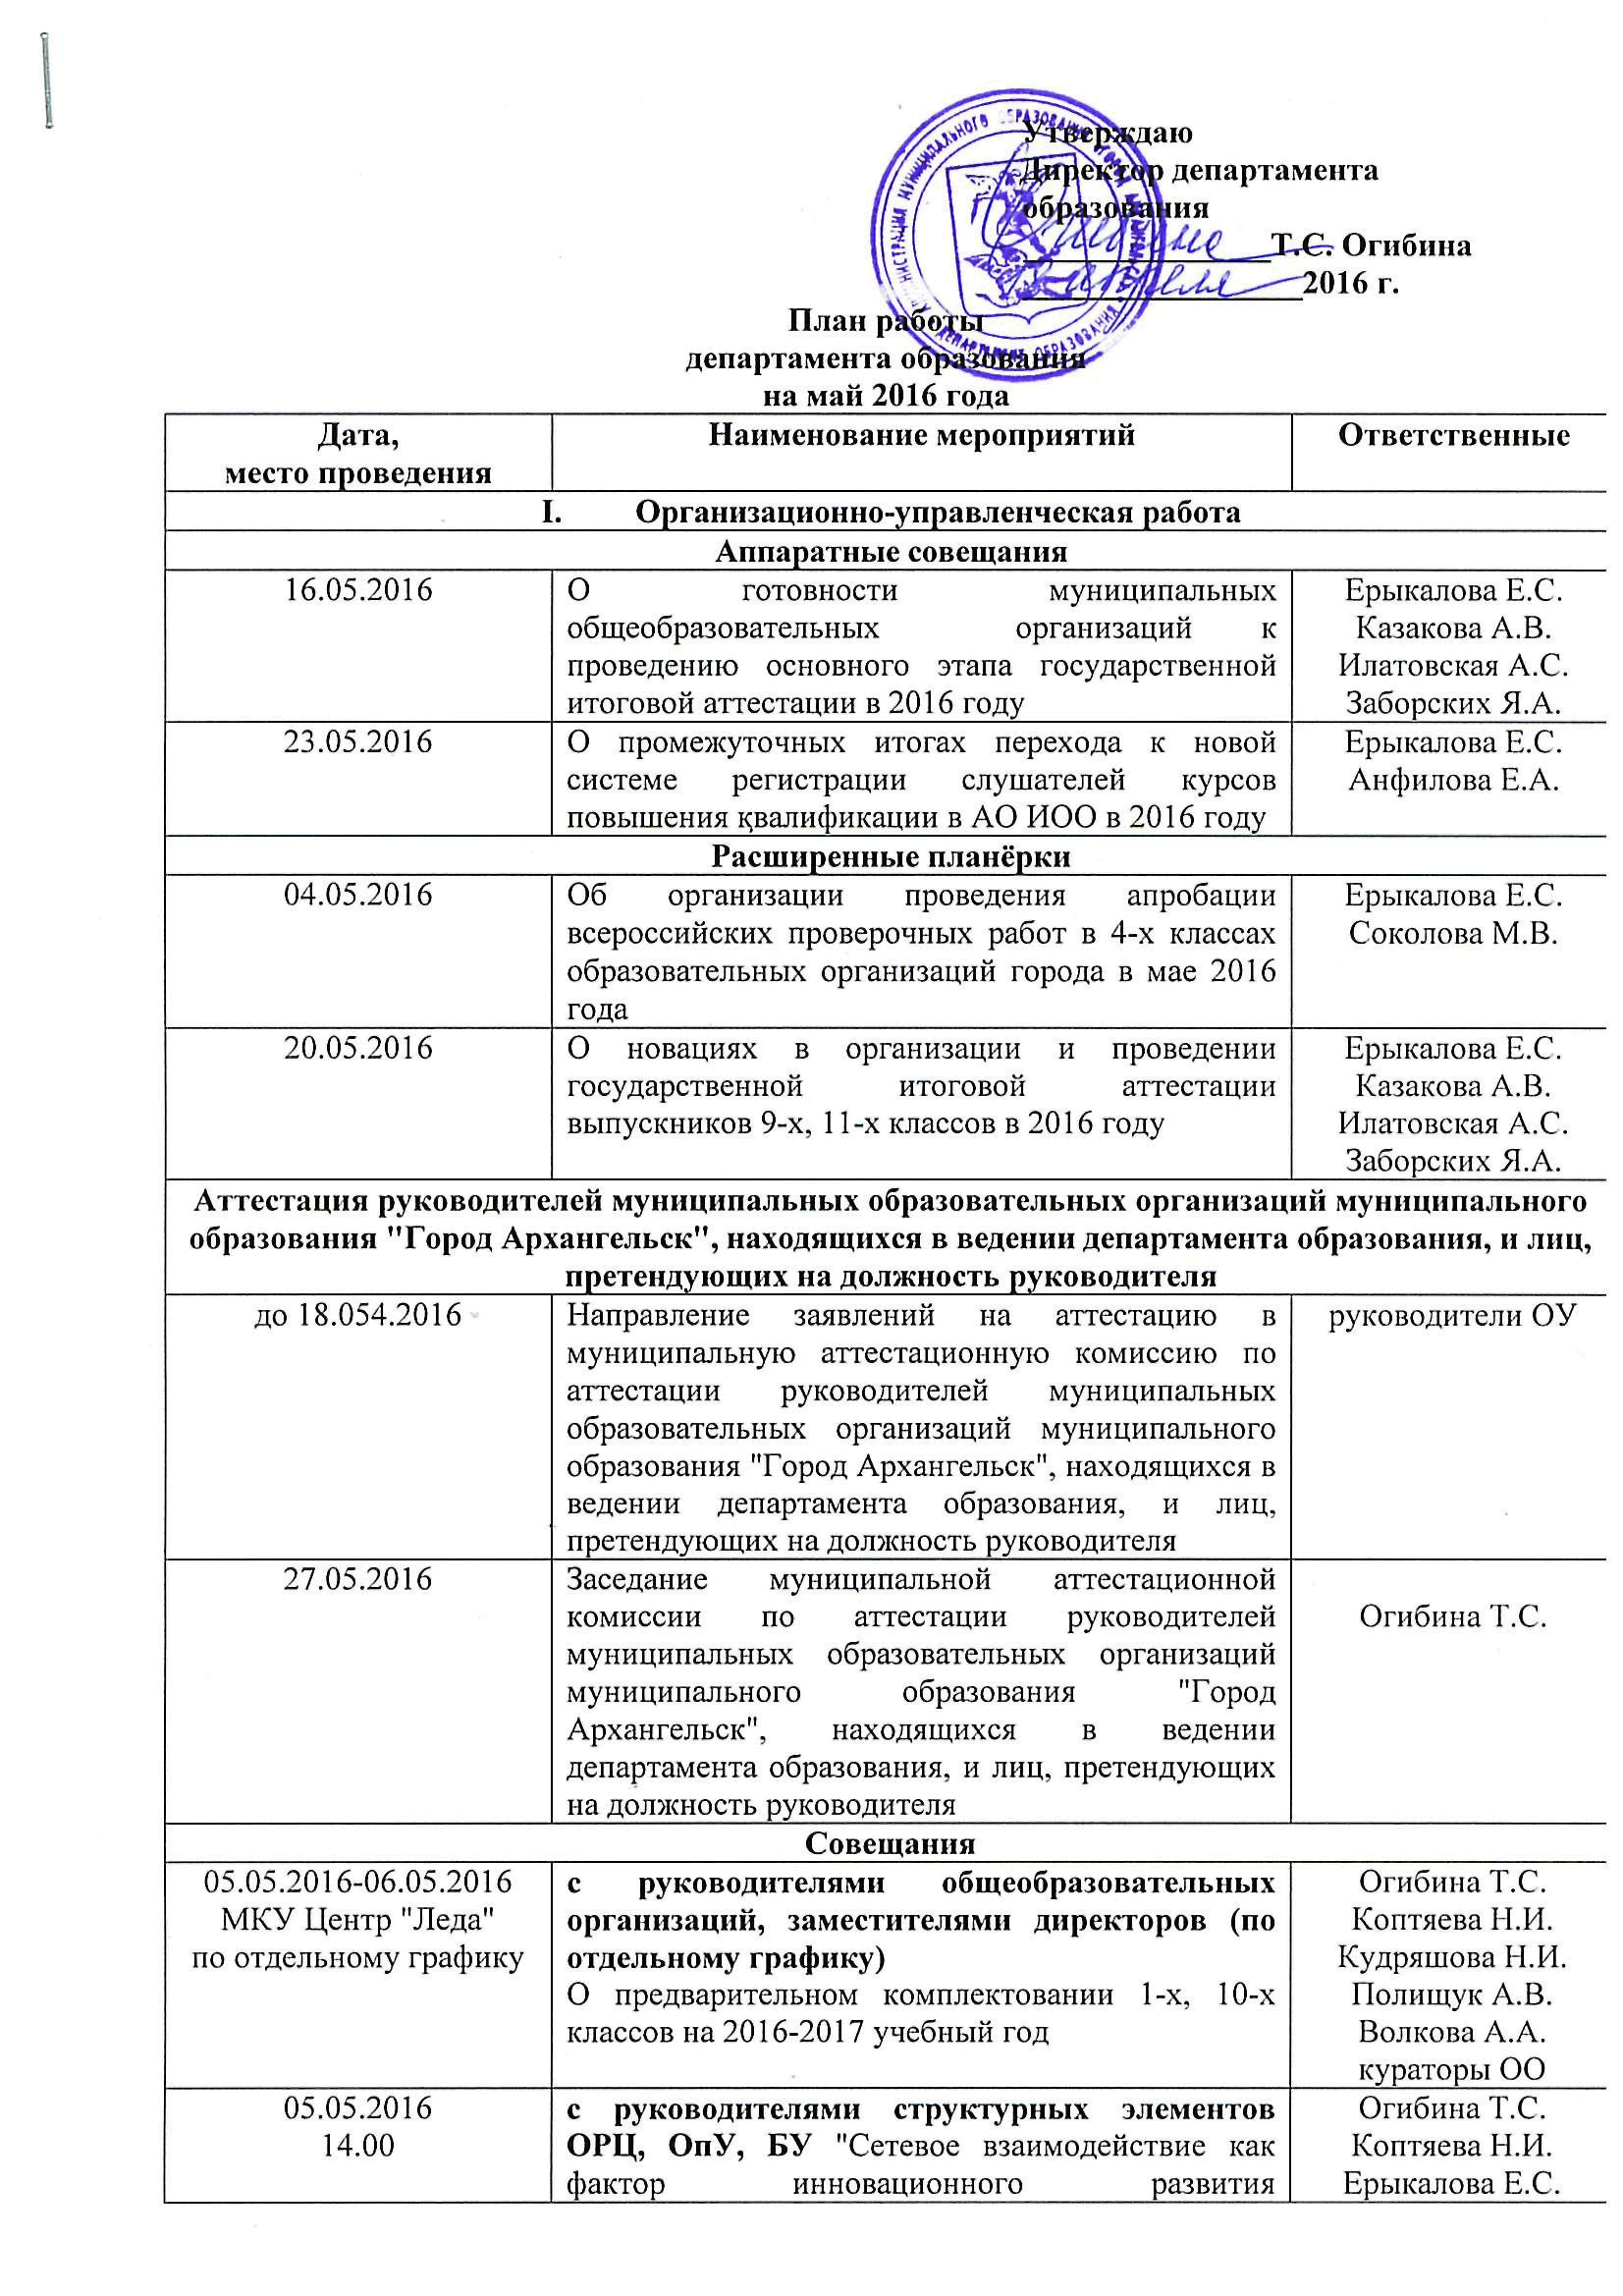 Утверждаю
Директор департамента
образования
Т.С. Огибина
апреля 2016 г.
План работы
департамента образования
на май 2016 года
Дата,
место проведения
Наименование мероприятий
Ответственные
I. Организационно-управленческая работа
Аппаратные совещания
16.05.2016
О готовности муниципальных
общеобразовательных организаций к
проведению основного этапа государственной
итоговой аттестации в 2016 году
Ерыкалова Е.С.
Казакова А.В.
Илатовская А.С.
Заборских Я.А.
23.05.2016
О промежуточных итогах перехода к новой
системе регистрации слушателей курсов
повышения квалификации в АО ИОО в 2016 году
Ерыкалова Е.С.
Анфилова Е.А.
Расширенные планёрки
04.05.2016
Об организации проведения апробации
всероссийских проверочных работ в 4-х классах
образовательных организаций города в мае 2016
года
Ерыкалова Е.С.
Соколова М.В.
20.05.2016
О новациях в организации и проведении
государственной итоговой аттестации
выпускников 9-х, 11-х классов в 2016 году
Ерыкалова Е.С.
Казакова А.В.
Илатовская А.С.
Заборских Я.А.
Аттестация руководителей муниципальных образовательных организаций муниципального
образования "Город Архангельск", находящихся в ведении департамента образования, и лиц,
претендующих на должность руководителя
до 18.054.2016
Направление заявлений на аттестацию в
муниципальную аттестационную комиссию по
аттестации руководителей муниципальных
образовательных организаций муниципального
образования "Город Архангельск", находящихся в
ведении департамента образования, и лиц,
претендующих на должность руководителя
руководители ОУ
27.05.2016
Заседание муниципальной аттестационной
комиссии по аттестации руководителей
муниципальных образовательных организаций
муниципального образования "Город
Архангельск", находящихся в ведении
департамента образования, и лиц, претендующих
на должность руководителя
Огибина Т.С.
Совещания
05.05.2016-06.05.2016
МКУ Центр "Леда"
по отдельному графику
с руководителями общеобразовательных
организаций, заместителями директоров (по
отдельному графику)
О предварительном комплектовании 1-х, 10-х
классов на 2016-2017 учебный год
Огибина Т.С.
Коптяева Н.И.
Кудряшова Н.И.
Полищук А.В.
Волкова А.А.
кураторы ОО
05.05.2016
14.00
с руководителями структурных элементов
ОРЦ, ОпУ, БУ "Сетевое взаимодействие как
фактор инновационного развития
Огибина Т.С.
Коптяева Н.И.
Ерыкалова Е.С.